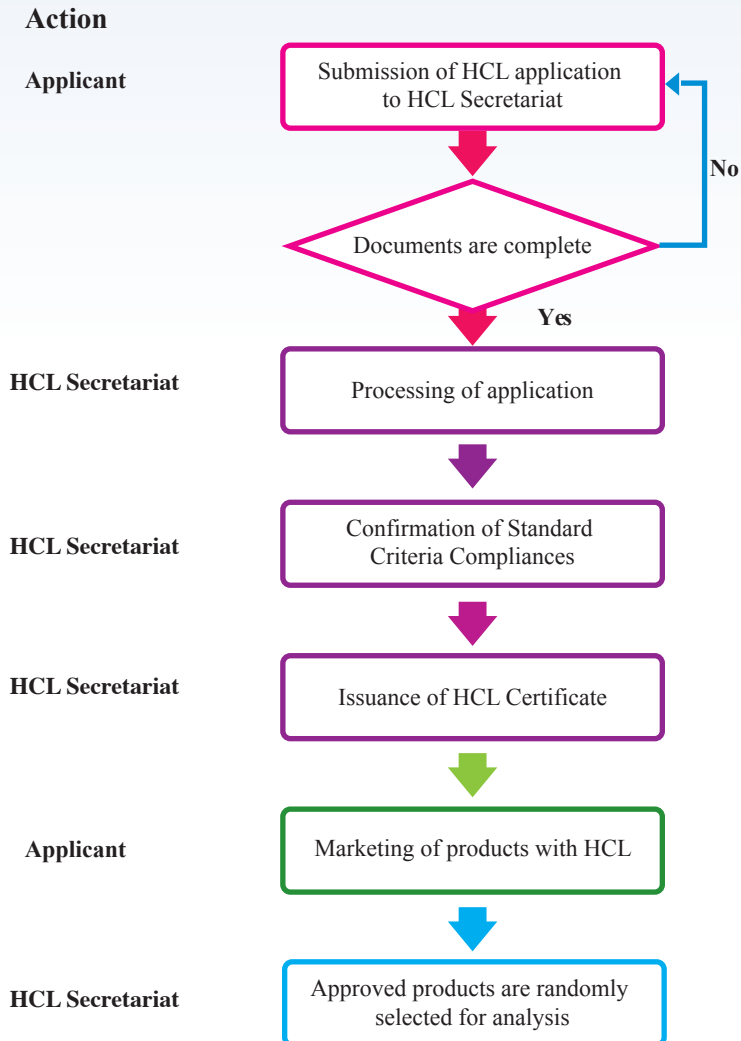 Action
Applicant
Submission of HCL application
to HCL Secretariat
No
Documents are complete
Yes
HCL Secretariat
Processing of application
HCL Secretariat
Confirmation of Standard
Criteria Compliances
HCL Secretariat
Issuance of HCL Certificate
Applicant
Marketing of products with HCL
HCL Secretariat
Approved products are randomly
selected for analysis